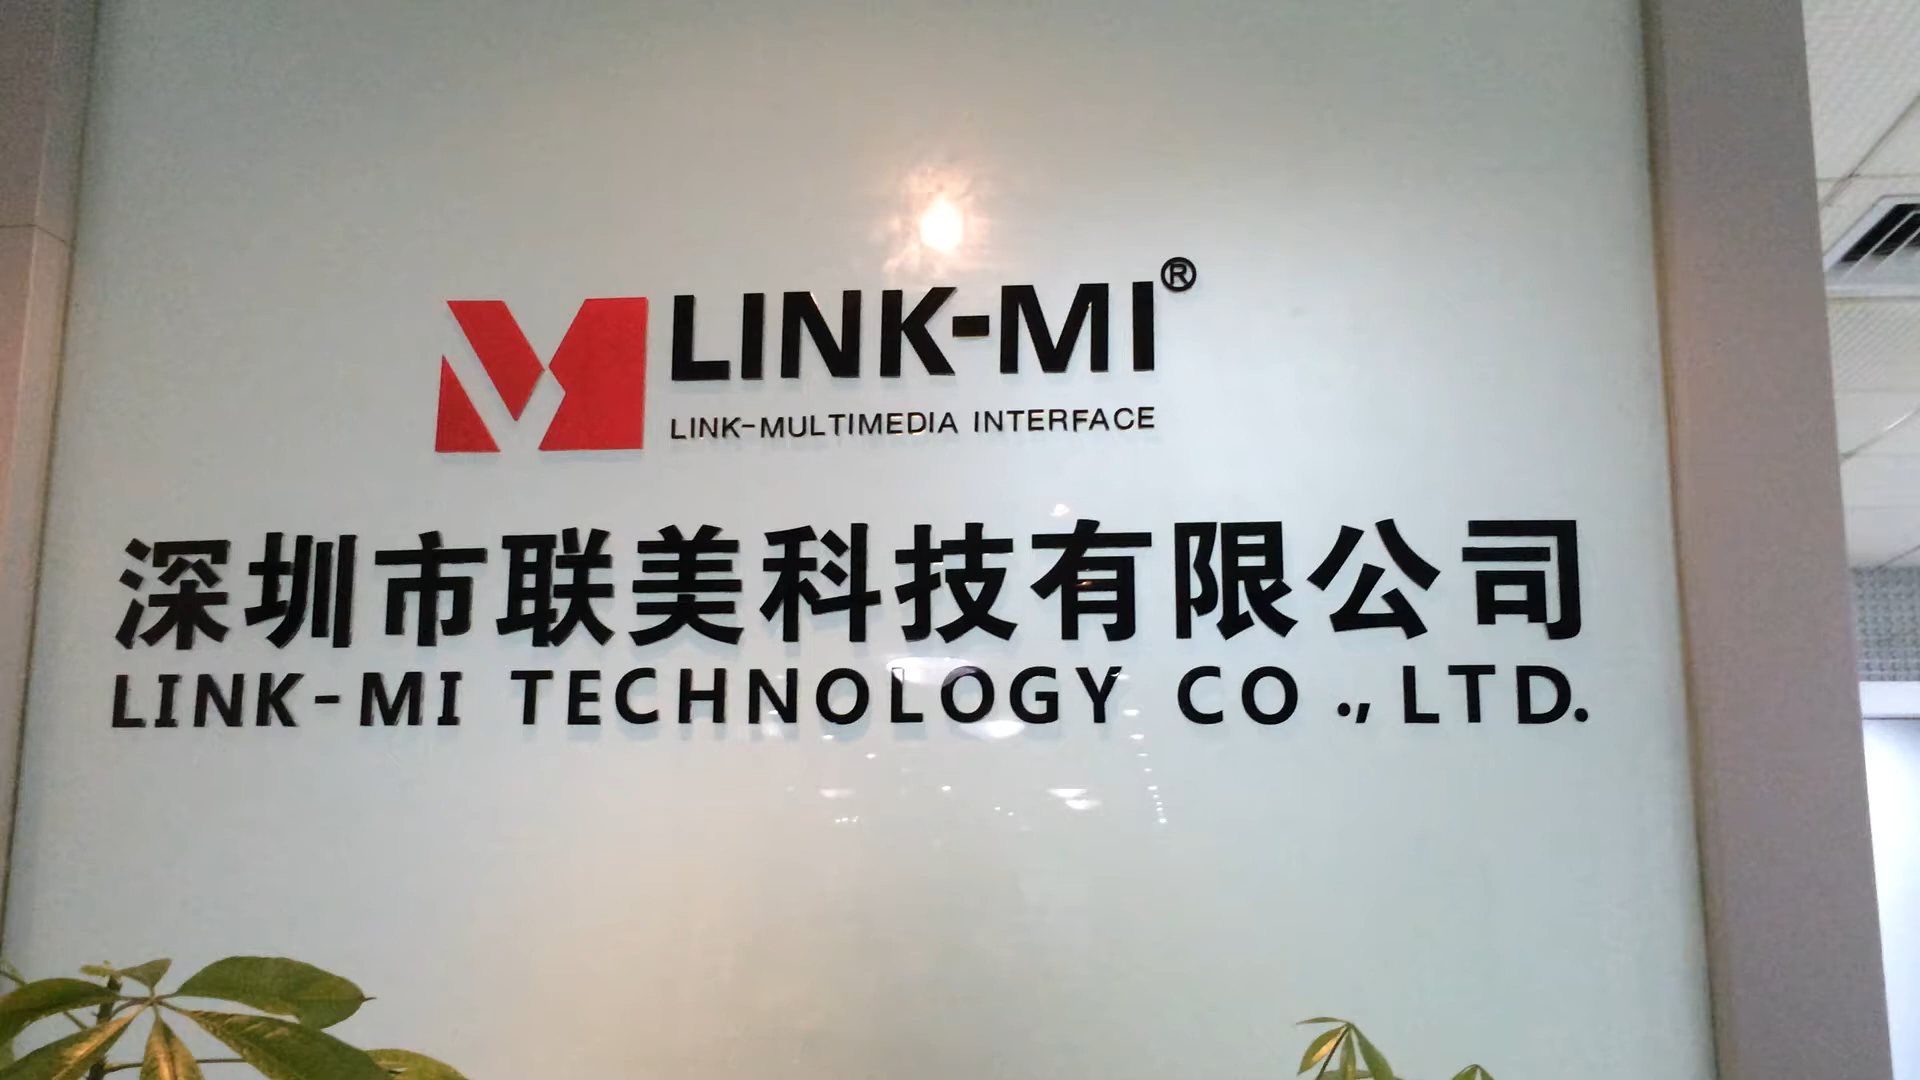 LINK-MI®
LINK-MULTIMEDIA INTERFACE
深圳市联美科技有限公司
LINK-MI TECHNOLOGY CO .,LTD.